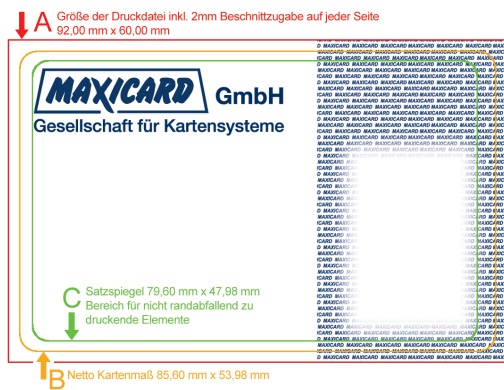 A Größe der Druckdatei inkl. 2mm Beschnittzugabe auf jeder Seite
92,00 mm x 60,00 mm
MAXICARD GmbH
Gesellschaft für Kartensysteme
C Satzspiegel 79,60 mm x 47,98 mm
Bereich für nicht randabfallend zu
druckende Elemente
B Netto Kartenmaß 85,60 mm x 53,98 mm